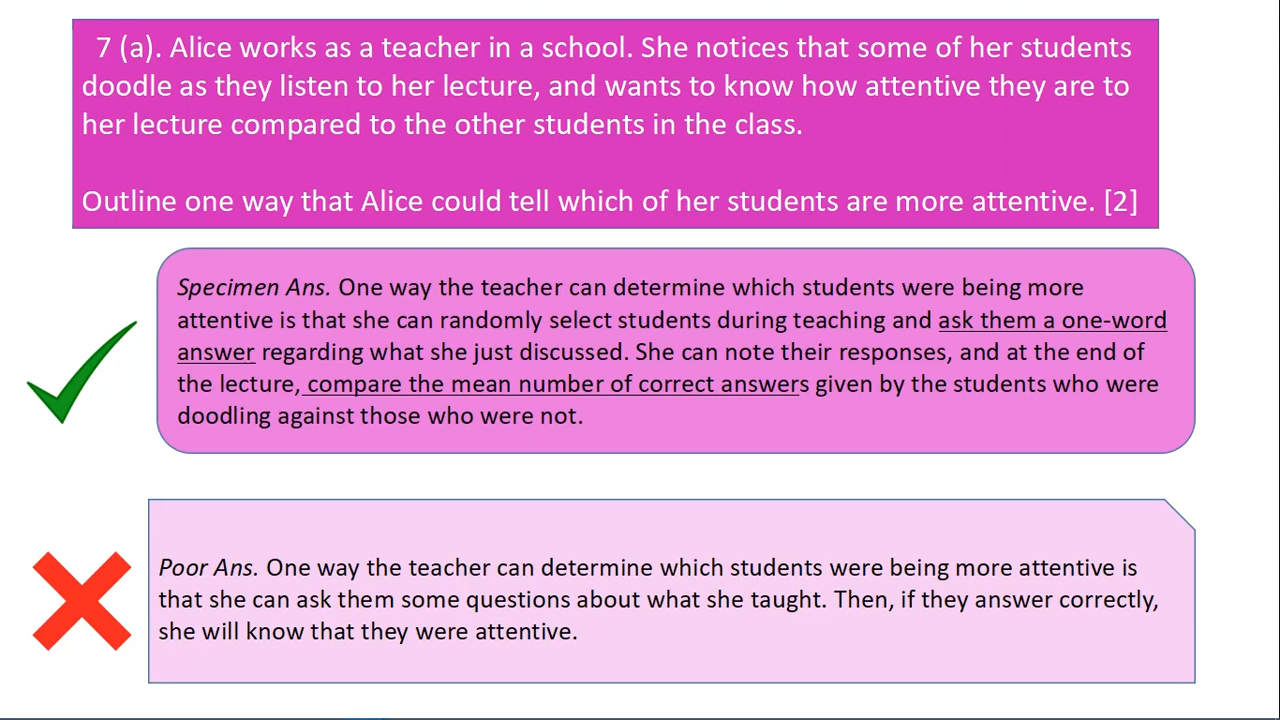 7 (a). Alice works as a teacher in a school. She notices that some of her students
doodle as they listen to her lecture, and wants to know how attentive they are to
her lecture compared to the other students in the class.
Outline one way that Alice could tell which of her students are more attentive. [2]
Specimen Ans. One way the teacher can determine which students were being more
attentive is that she can randomly select students during teaching and ask them a one-word
answer regarding what she just discussed. She can note their responses, and at the end of
the lecture, compare the mean number of correct answers given by the students who were
doodling against those who were not.
Poor Ans. One way the teacher can determine which students were being more attentive is
that she can ask them some questions about what she taught. Then, if they answer correctly,
she will know that they were attentive.